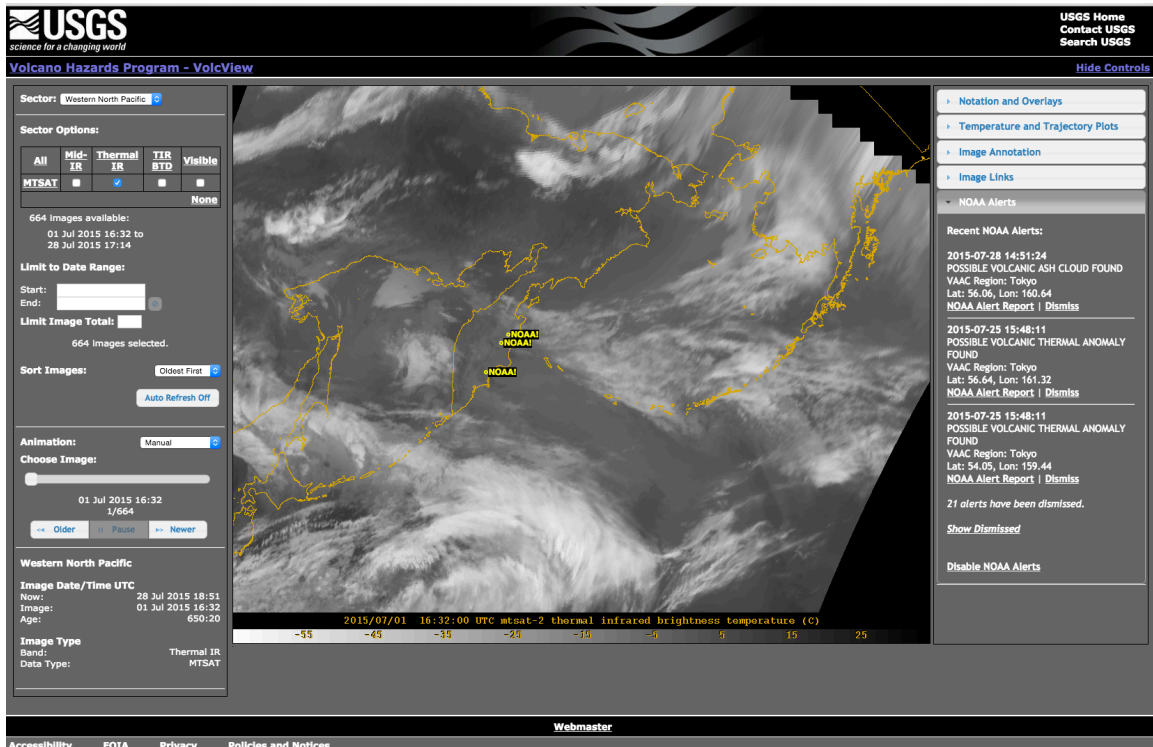 USGS
science for a changing world
USGS Home
Contact USGS
Search USGS
Volcano Hazards Program - VolcView
Hide Controls
Sector: Western North Pacific
Sector Options:
All Mid-IR Thermal IR TIR BTD Visible
MTSAT
None
664 images available:
01 Jul 2015 16:32 to
28 Jul 2015 17:14
Limit to Date Range:
Start:
End:
Limit Image Total:
664 images selected.
Sort Images: Oldest First
Auto Refresh Off
Animation: Manual
Choose Image:
01 Jul 2015 16:32
1/664
<< Older
II Pause
>> Newer
Western North Pacific
Image Date/Time UTC
Now: 28 Jul 2015 18:51
Image: 01 Jul 2015 16:32
Age: 650:20
Image Type
Band: Thermal IR
Data Type: MTSAT
NOAA!
NOAA!
NOAA!
2015/07/01 16:32:00 UTC mtsat-2 thermal infrared brightness temperature (C)
-55 -45 -35 -24 -14 -4 5 15 25
Notation and Overlays
Temperature and Trajectory Plots
Image Annotation
Image Links
NOAA Alerts
Recent NOAA Alerts:
2015-07-28 14:51:24
POSSIBLE VOLCANIC ASH CLOUD FOUND
VAAC Region: Tokyo
Lat: 56.06, Lon: 160.64
NOAA Alert Report | Dismiss
2015-07-25 15:48:11
POSSIBLE VOLCANIC THERMAL ANOMALY
FOUND
VAAC Region: Tokyo
Lat: 56.64, Lon: 161.32
NOAA Alert Report | Dismiss
2015-07-25 15:48:11
POSSIBLE VOLCANIC THERMAL ANOMALY
FOUND
VAAC Region: Tokyo
Lat: 54.05, Lon: 159.44
NOAA Alert Report | Dismiss
21 alerts have been dismissed.
Show Dismissed
Disable NOAA Alerts
Webmaster
Accessibility FOIA Privacy Policies and Notices